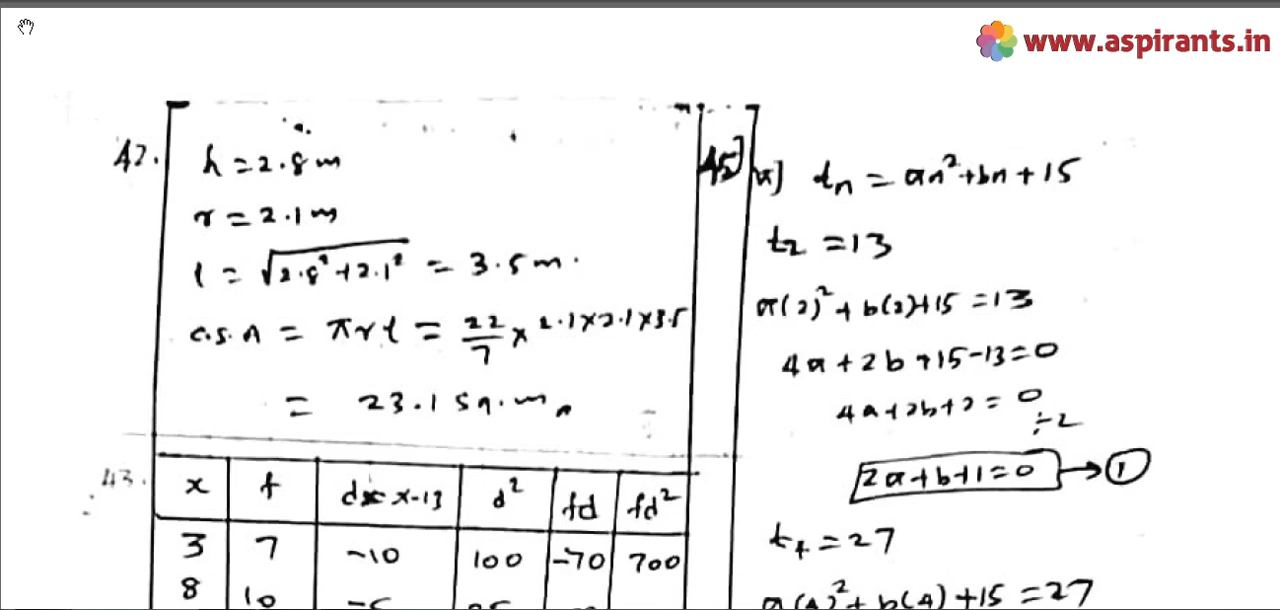 www.aspirants.in
42.
h = 2.8 m
r = 2.1 m
l = √2.8² + 2.1² = 3.5 m.
C.S.A = πrl = 22/7 × 2.1 × 2.1 × 3.5
= 23.1 sq.m
43.
x f d = x-13 d² fd fd²
3 7 -10 100 -70 700
8 10 -5 25
45] a] tn = an² + bn + 15
t2 = 13
a(2)² + b(2) + 15 = 13
4a + 2b + 15 - 13 = 0
4a + 2b + 2 = 0
÷ 2
2a + b + 1 = 0 → ①
t4 = 27
a(4)² + b(4) + 15 = 27